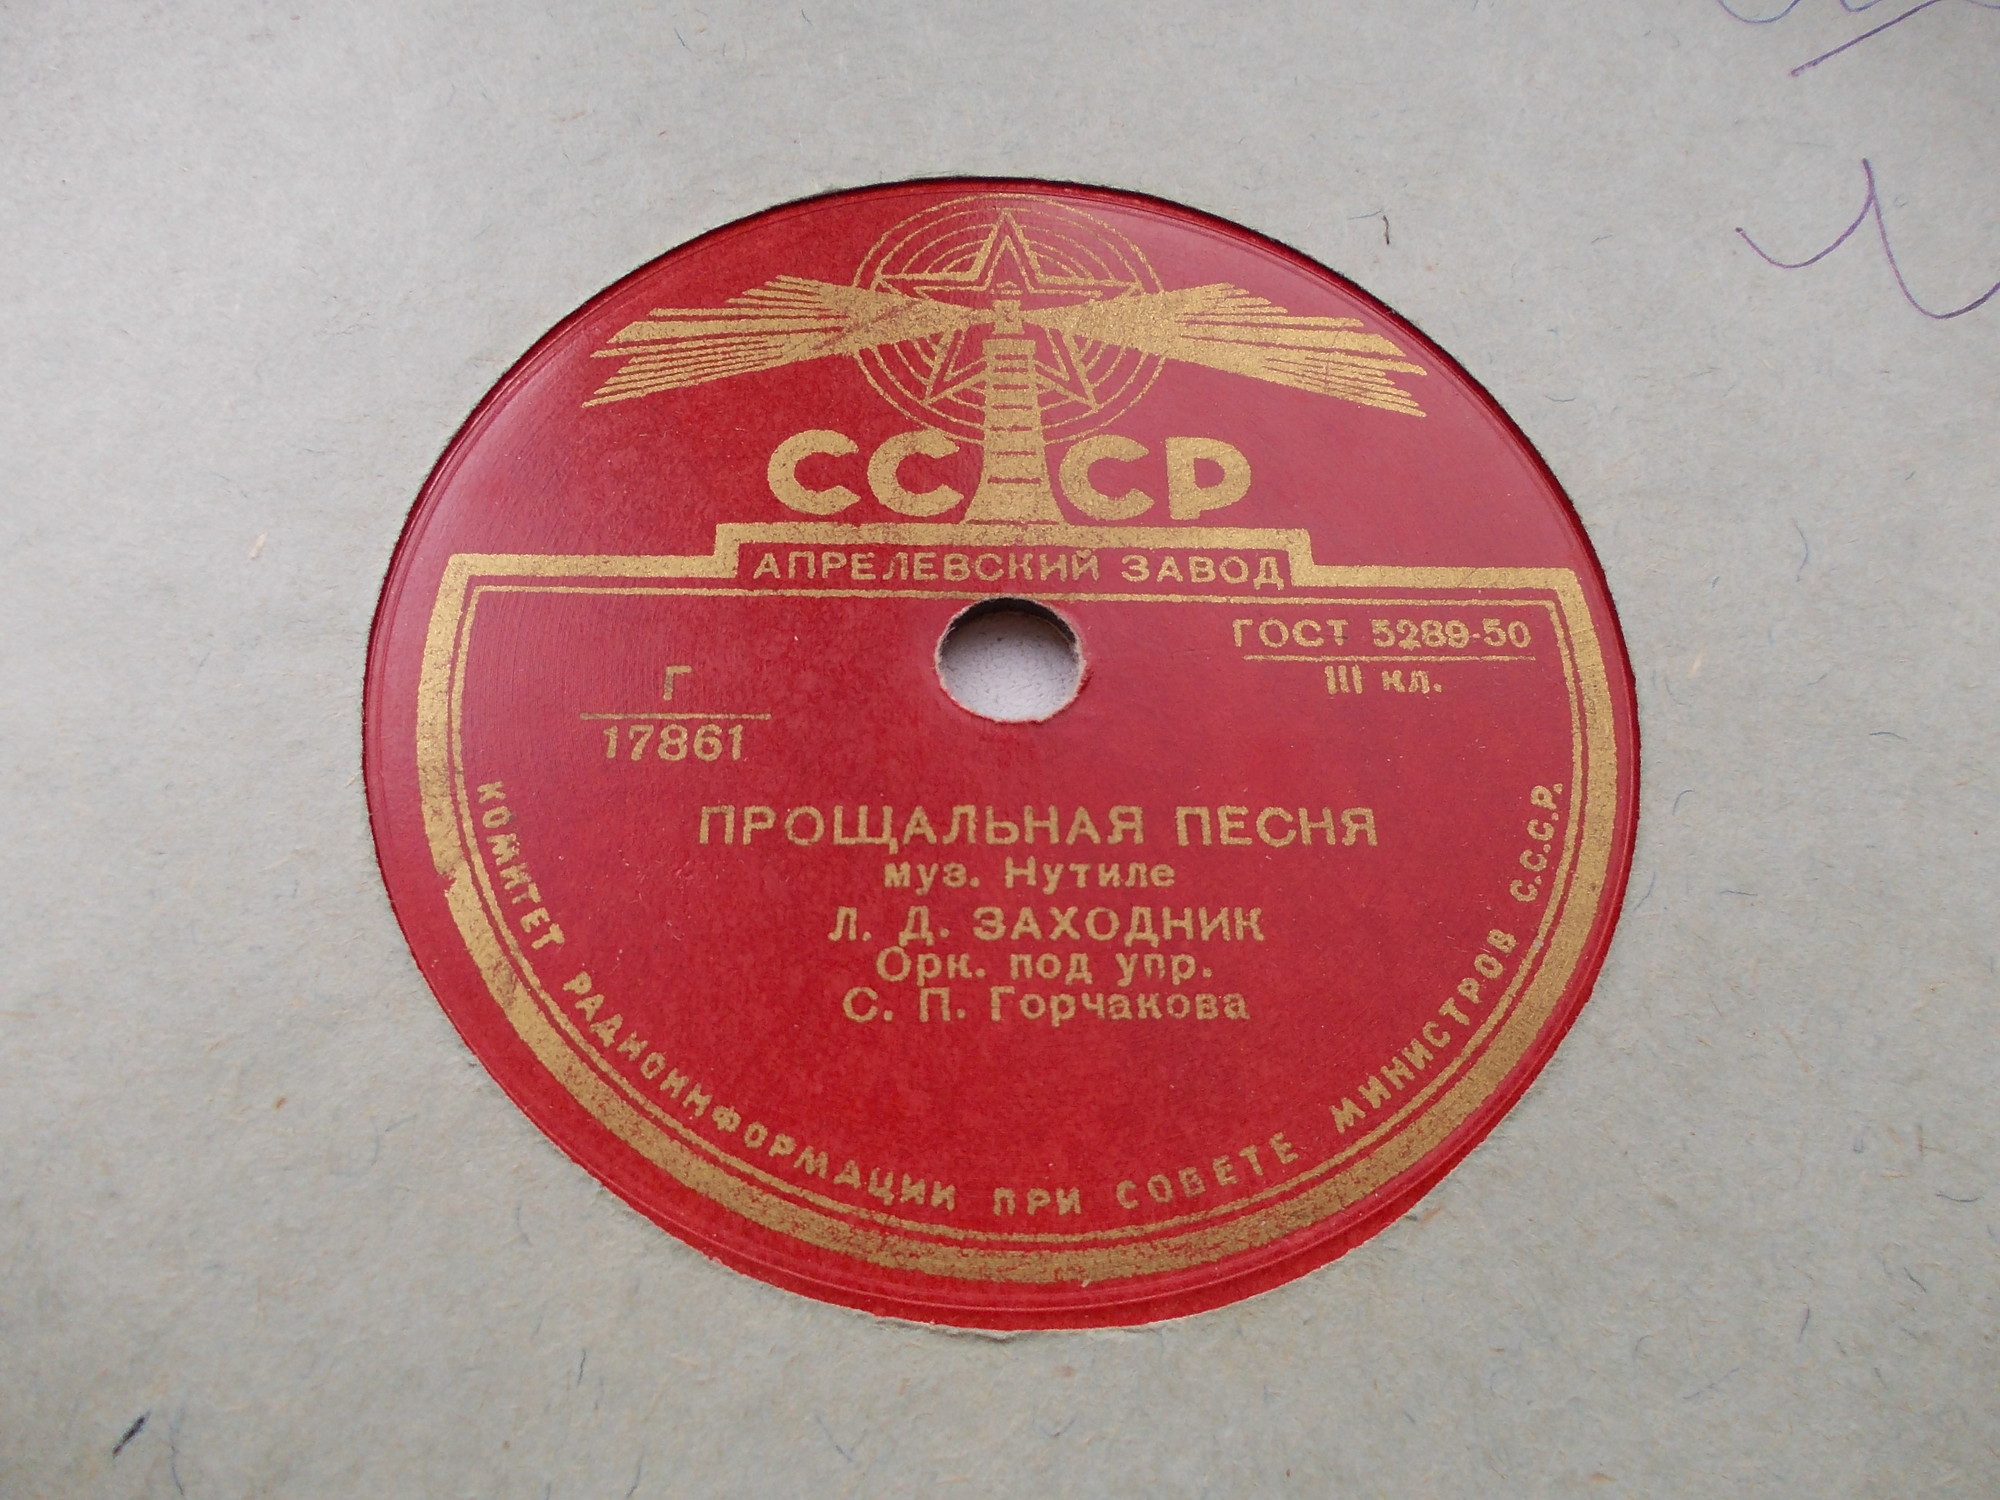 СССР
АПРЕЛЕВСКИЙ ЗАВОД
ГОСТ 5289-50
III кл.
Г
17861
ПРОЩАЛЬНАЯ ПЕСНЯ
муз. Нутиле
Л. Д. ЗАХОДНИК
Орк. под упр.
С. П. Горчакова
КОМИТЕТ РАДИОИНФОРМАЦИИ ПРИ СОВЕТЕ МИНИСТРОВ С.С.С.Р.